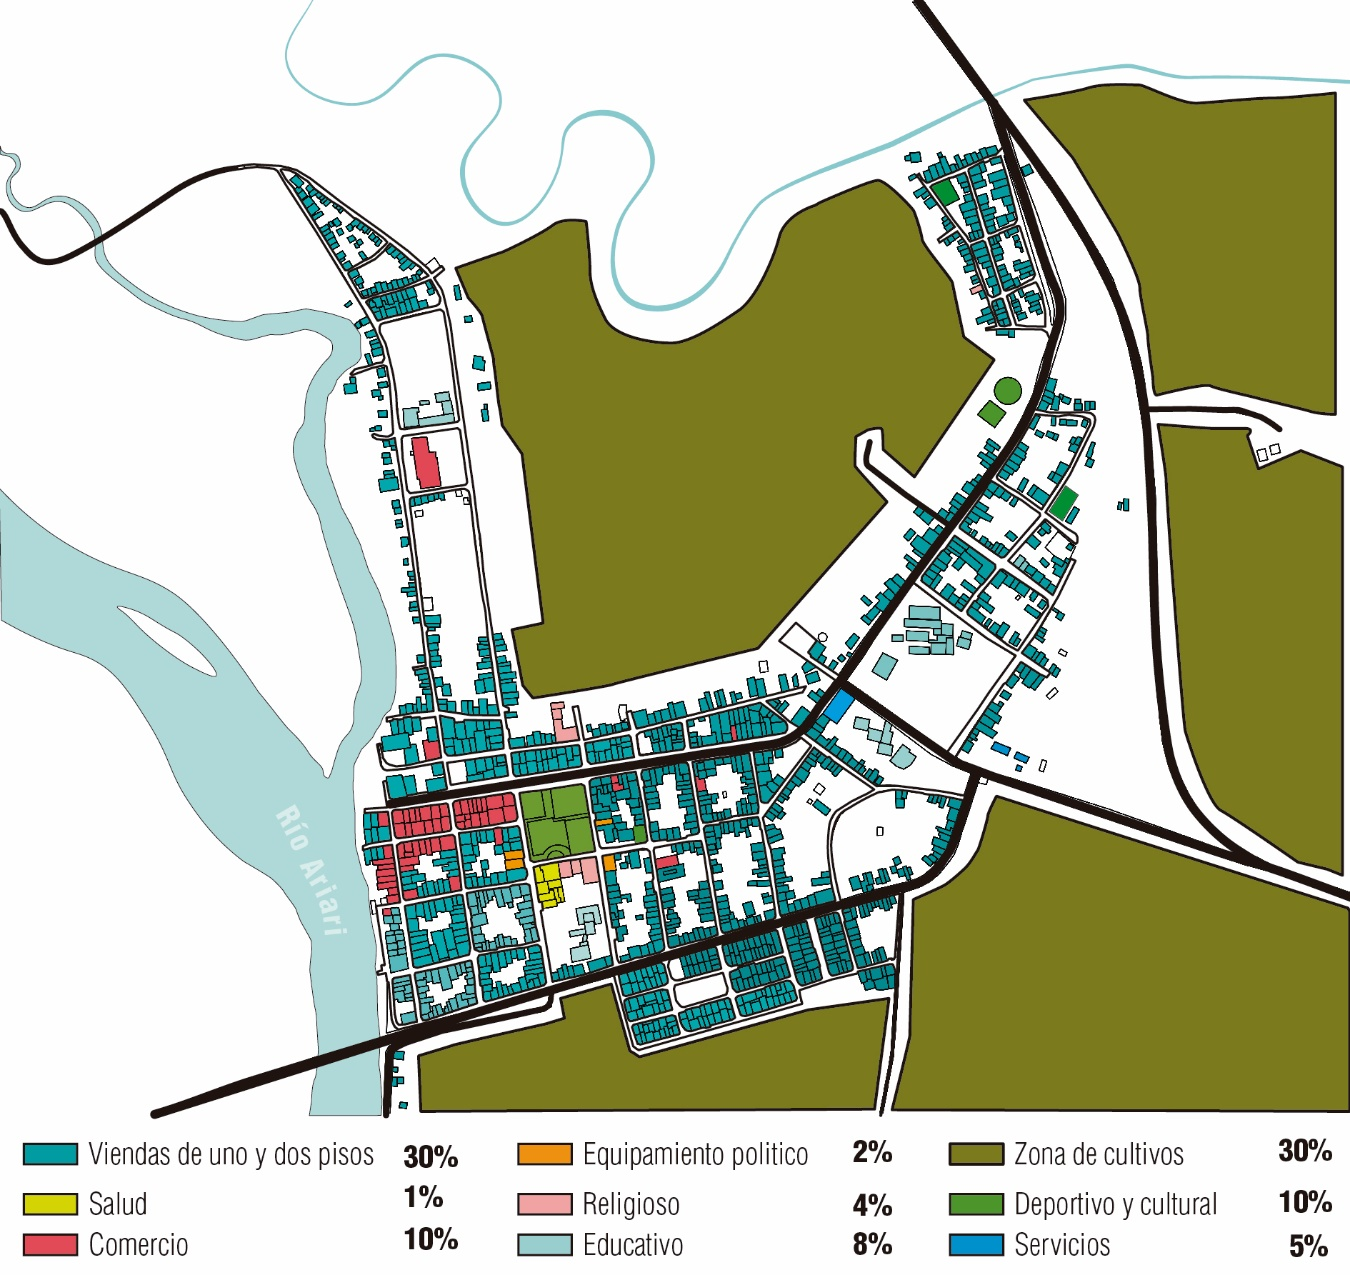 Río Ariari
Viendas de uno y dos pisos 30%
Salud 1%
Comercio 10%
Equipamiento politico 2%
Religioso 4%
Educativo 8%
Zona de cultivos 30%
Deportivo y cultural 10%
Servicios 5%